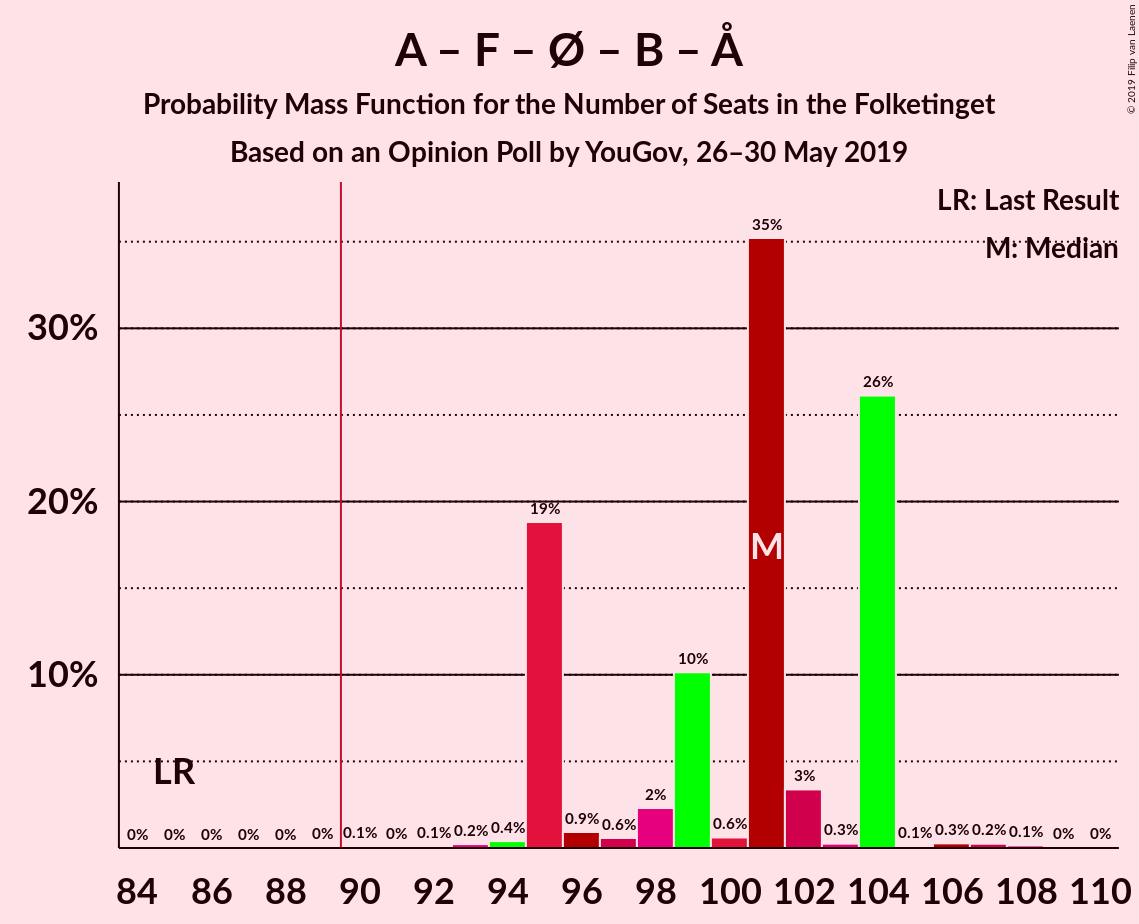 A – F – Ø – B – Å
Probability Mass Function for the Number of Seats in the Folketinget
Based on an Opinion Poll by YouGov, 26–30 May 2019
© 2019 Filip van Laenen
LR: Last Result
M: Median
35%
30%
26%
20%
19%
M
10%
10%
LR
3%
2%
0% 0% 0% 0% 0% 0% 0.1% 0% 0.1% 0.2% 0.4% 0.9% 0.6% 0.6% 0.3% 0.1% 0.3% 0.2% 0.1% 0% 0%
84 86 88 90 92 94 96 98 100 102 104 106 108 110